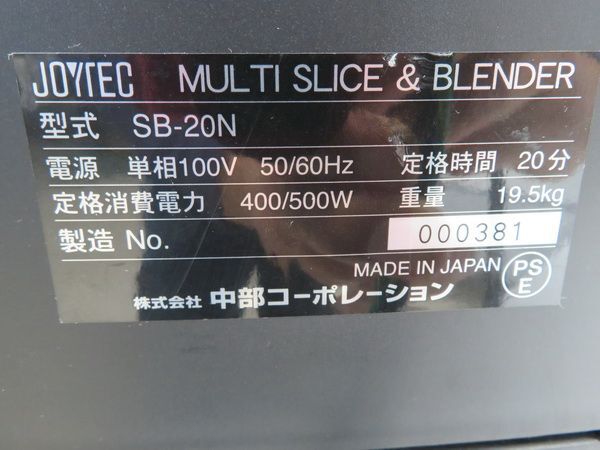 JOYTEC MULTI SLICE & BLENDER
型式 SB-20N
電源 単相100V 50/60Hz 定格時間 20分
定格消費電力 400/500W 重量 19.5kg
製造 No. 000381
MADE IN JAPAN PS E
株式会社 中部コーポレーション